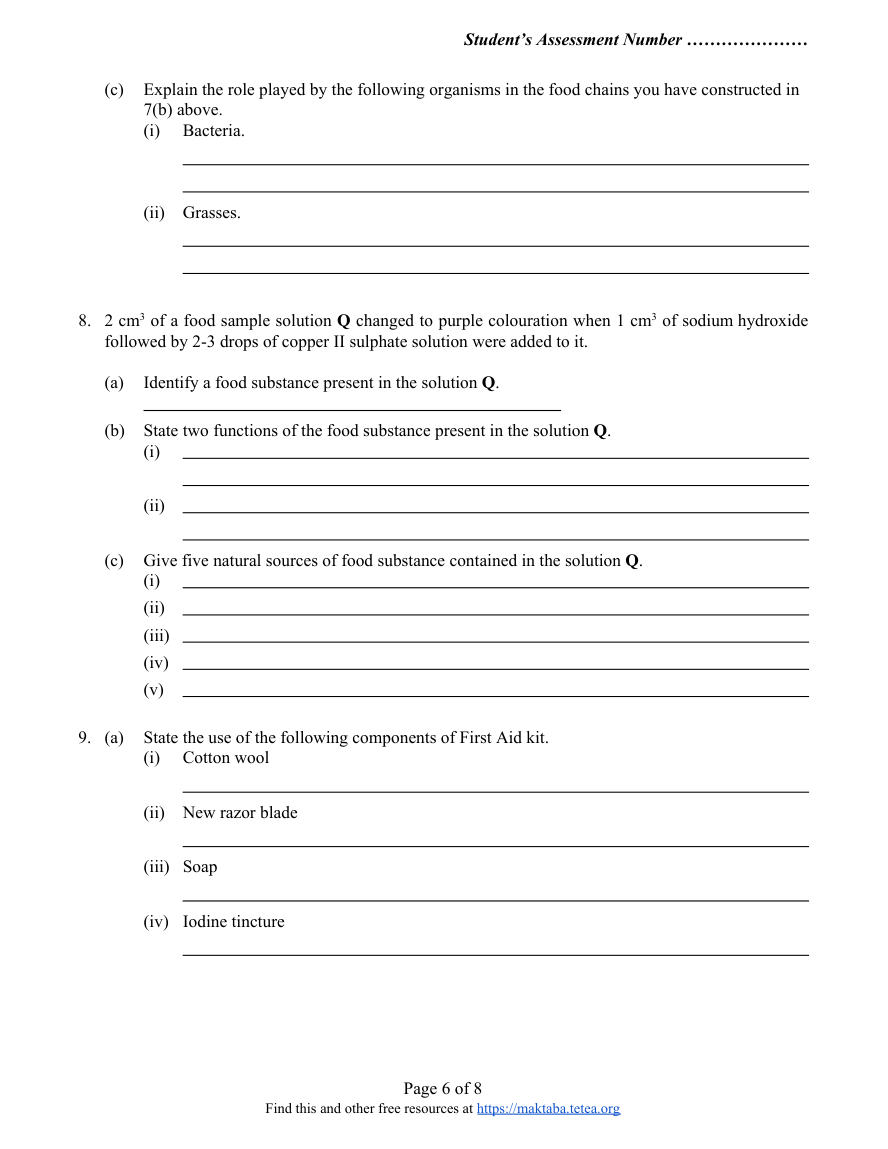 Student’s Assessment Number …………………
(c) Explain the role played by the following organisms in the food chains you have constructed in
7(b) above.
(i) Bacteria.
(ii) Grasses.
8. 2 cm³ of a food sample solution Q changed to purple colouration when 1 cm³ of sodium hydroxide
followed by 2-3 drops of copper II sulphate solution were added to it.
(a) Identify a food substance present in the solution Q.
(b) State two functions of the food substance present in the solution Q.
(i)
(ii)
(c) Give five natural sources of food substance contained in the solution Q.
(i)
(ii)
(iii)
(iv)
(v)
9. (a) State the use of the following components of First Aid kit.
(i) Cotton wool
(ii) New razor blade
(iii) Soap
(iv) Iodine tincture
Page 6 of 8
Find this and other free resources at https://maktaba.tetea.org